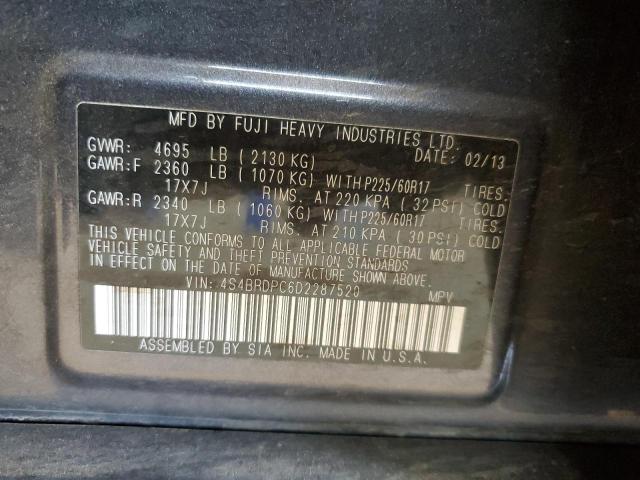 MFD BY FUJI HEAVY INDUSTRIES LTD.
GVWR: 4695 LB (2130 KG) DATE: 02/13
GAWR:F 2360 LB (1070 KG) WITH P225/60R17 TIRES.
17X7J RIMS. AT 220 KPA (32 PSI) COLD
GAWR:R 2340 LB (1060 KG) WITH P225/60R17 TIRES.
17X7J RIMS. AT 210 KPA (30 PSI) COLD
THIS VEHICLE CONFORMS TO ALL APPLICABLE FEDERAL MOTOR
VEHICLE SAFETY AND THEFT PREVENTION STANDARDS
IN EFFECT ON THE DATE OF MANUFACTURE SHOWN ABOVE.
VIN: 4S4BRDPC6D2287520 MPV
ASSEMBLED BY SIA INC. MADE IN U.S.A.